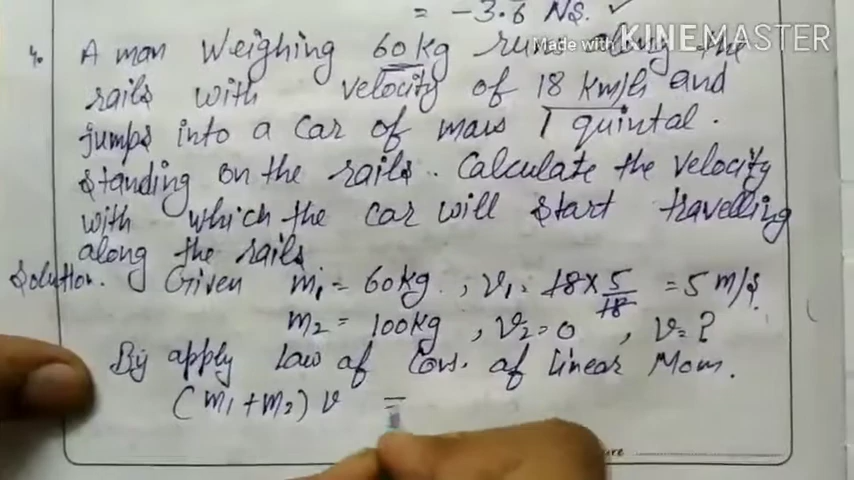 = -3.6 NS.
4. A man weighing 60 kg runs along the
Made with KINEMASTER
rails with velocity of 18 km/h and
jumps into a car of mass 1 quintal.
standing on the rails. Calculate the velocity
with which the car will start travelling
along the rails
Solution. Given m₁ = 60kg, v₁ = 18 × 5/18 = 5 m/s.
m₂ = 100kg, v₂ = 0, v = ?
By apply Law of Cons. of Linear Mom.
(m₁ + m₂) v =